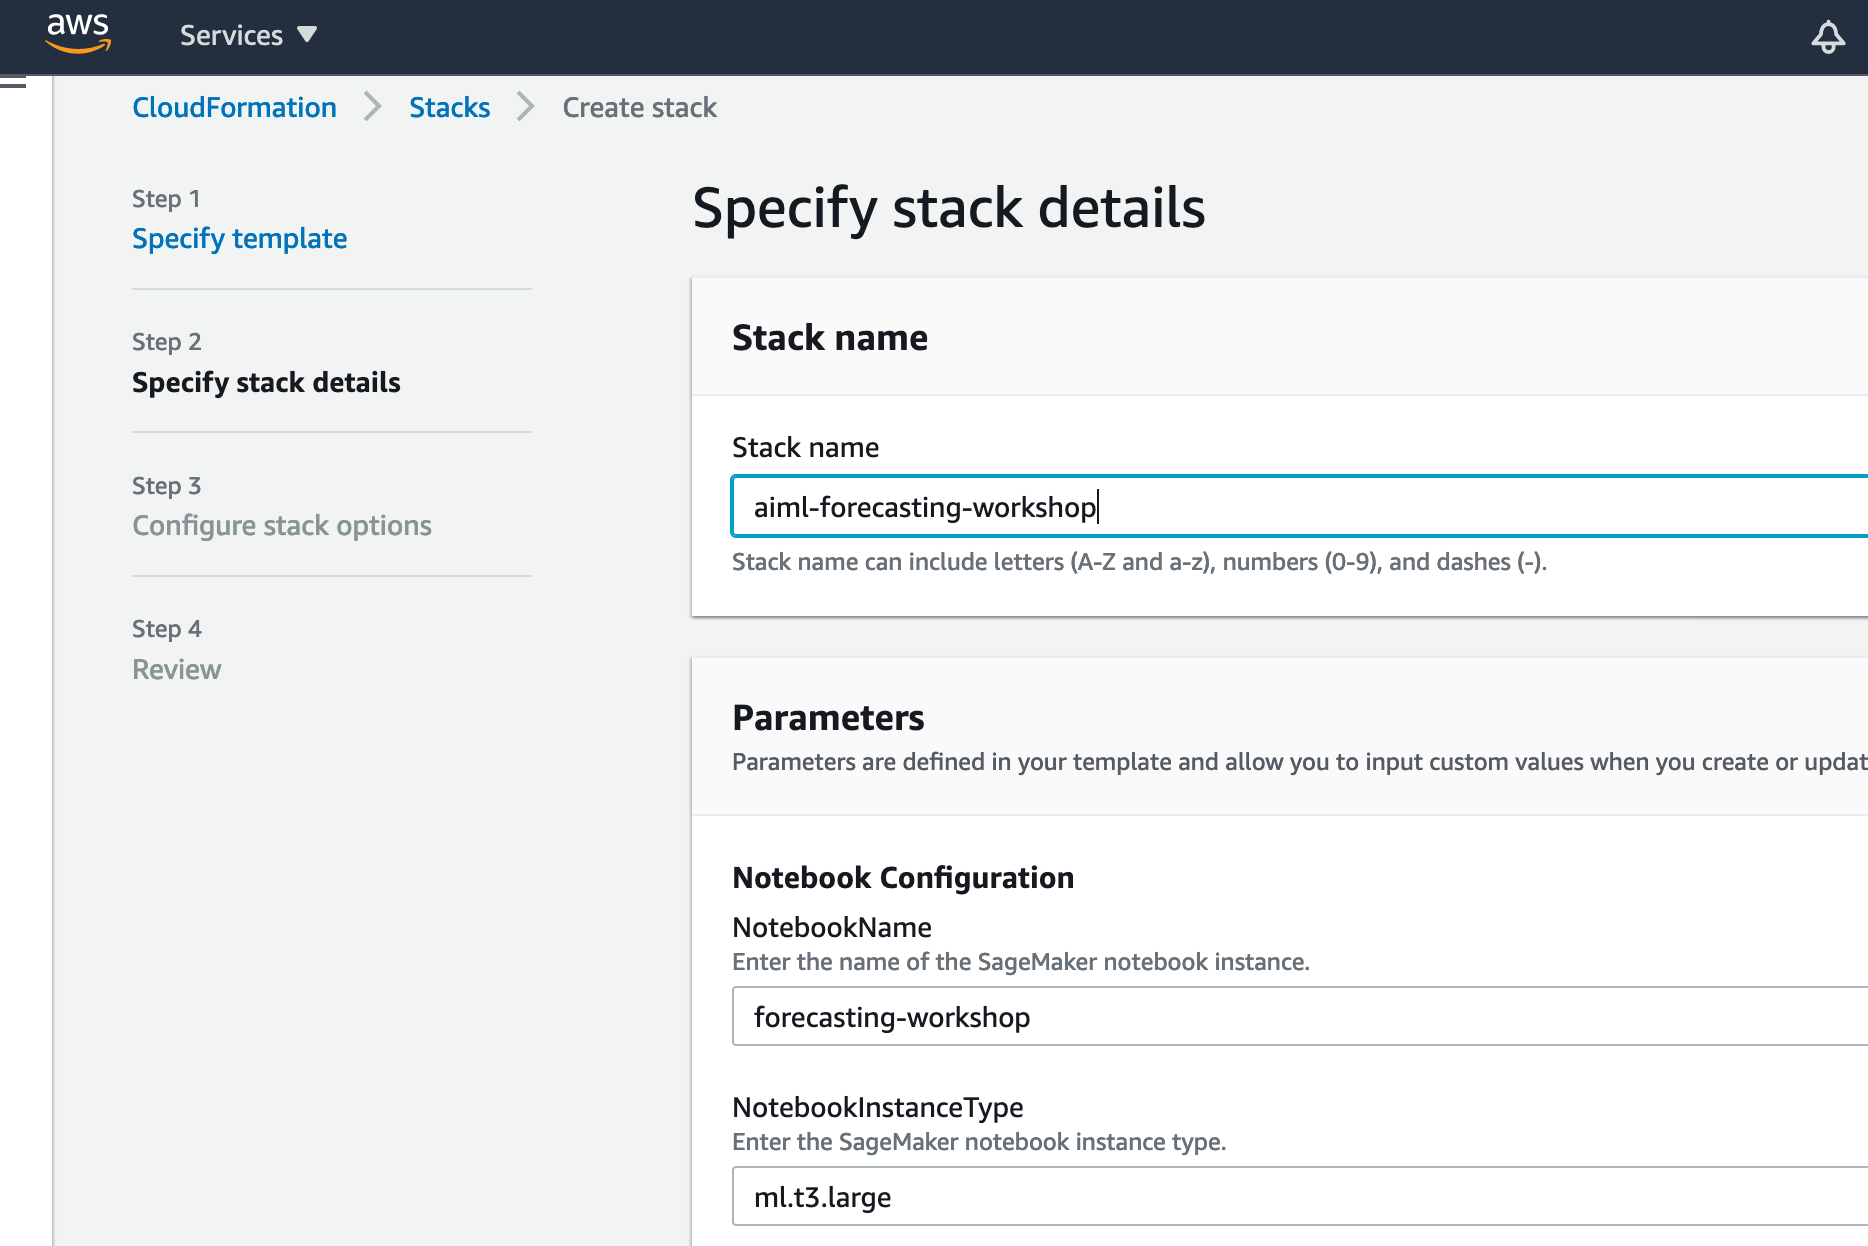 aws
Services
CloudFormation
Stacks
Create stack
Step 1
Specify template
Step 2
Specify stack details
Step 3
Configure stack options
Step 4
Review
Specify stack details
Stack name
Stack name
aiml-forecasting-workshop
Stack name can include letters (A-Z and a-z), numbers (0-9), and dashes (-).
Parameters
Parameters are defined in your template and allow you to input custom values when you create or updat
Notebook Configuration
NotebookName
Enter the name of the SageMaker notebook instance.
forecasting-workshop
NotebookInstanceType
Enter the SageMaker notebook instance type.
ml.t3.large